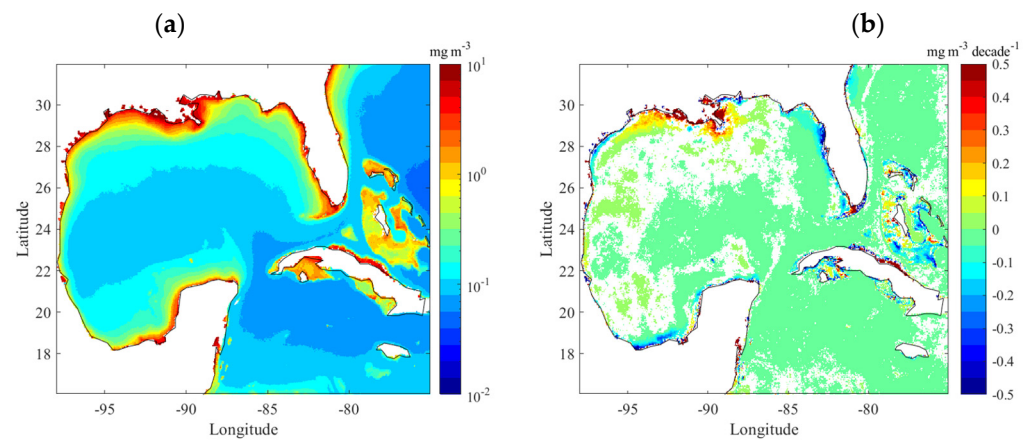 (a)
mg m-3
10^1
10^0
10^-1
10^-2
30
28
26
24
22
20
18
Latitude
-95 -90 -85 -80
Longitude
(b)
mg m-3 decade-1
0.5
0.4
0.3
0.2
0.1
0
-0.1
-0.2
-0.3
-0.4
-0.5
30
28
26
24
22
20
18
Latitude
-95 -90 -85 -80
Longitude